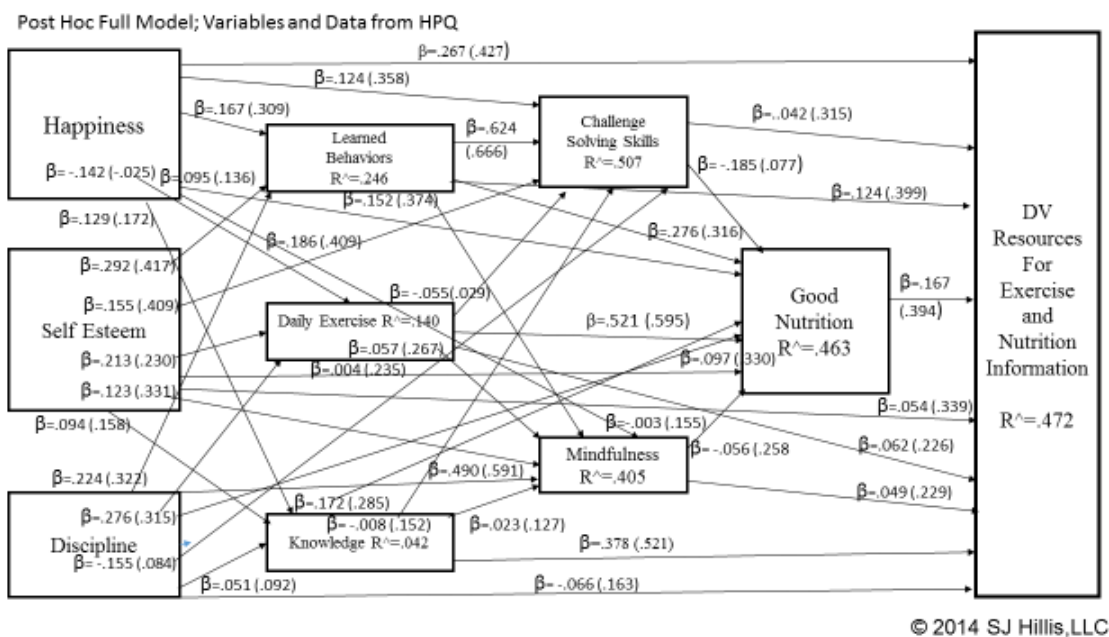 Post Hoc Full Model; Variables and Data from HPQ
β=.267 (.427)
β=.124 (.358)
β=.167 (.309)
Happiness
β= -.142 (-.025)
β=.095 (.136)
β=.129 (.172)
Learned
Behaviors
R^=.246
β=.624
(.666)
Challenge
Solving Skills
R^=.507
β=-.042 (.315)
β= -.185 (.077)
β=.124 (.399)
β=.152 (.374)
β=.186 (.409)
β=.276 (.316)
DV
Resources
For
Exercise
and
Nutrition
Information
R^=.472
β=.292 (.417)
β=.155 (.409)
Self Esteem
β=.213 (.230)
β=.123 (.331)
β=.094 (.158)
β= -.055(.029)
Daily Exercise R^=.140
β=.057 (.267)
β=.004 (.235)
β=.521 (.595)
β=.097 (.330)
Good
Nutrition
R^=.463
β=.167
(.394)
β=.054 (.339)
β= -.003 (.155)
β= -.056 (.258
β=.062 (.226)
Mindfulness
R^=.405
β=.490 (.591)
β=.049 (.229)
β=.224 (.322)
β=.276 (.315)
Discipline
β= -.155 (.084)
β=.051 (.092)
β=.172 (.285)
β= -.008 (.152)
Knowledge R^=.042
β=.023 (.127)
β=.378 (.521)
β=-.066 (.163)
© 2014 SJ Hillis,LLC